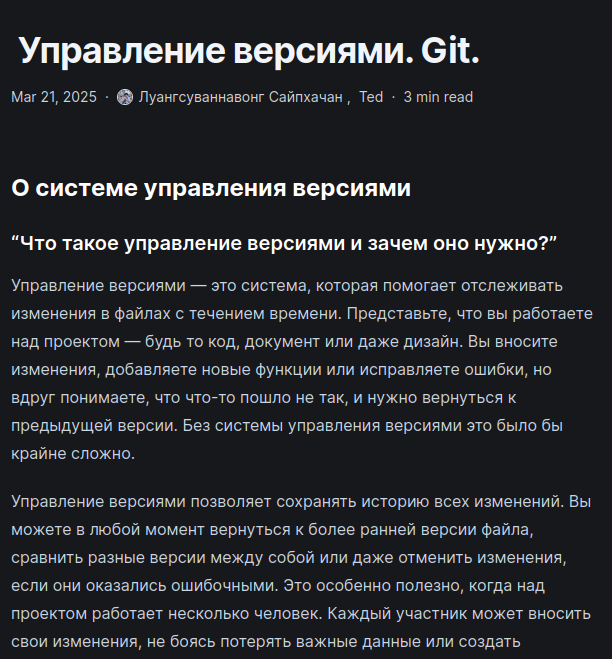 Управление версиями. Git.
Mar 21, 2025 · Луангсуваннавонг Сайпхачан , Ted · 3 min read
О системе управления версиями
“Что такое управление версиями и зачем оно нужно?”
Управление версиями — это система, которая помогает отслеживать
изменения в файлах с течением времени. Представьте, что вы работаете
над проектом — будь то код, документ или даже дизайн. Вы вносите
изменения, добавляете новые функции или исправляете ошибки, но
вдруг понимаете, что что-то пошло не так, и нужно вернуться к
предыдущей версии. Без системы управления версиями это было бы
крайне сложно.
Управление версиями позволяет сохранять историю всех изменений. Вы
можете в любой момент вернуться к более ранней версии файла,
сравнить разные версии между собой или даже отменить изменения,
если они оказались ошибочными. Это особенно полезно, когда над
проектом работает несколько человек. Каждый участник может вносить
свои изменения, не боясь потерять важные данные или создать